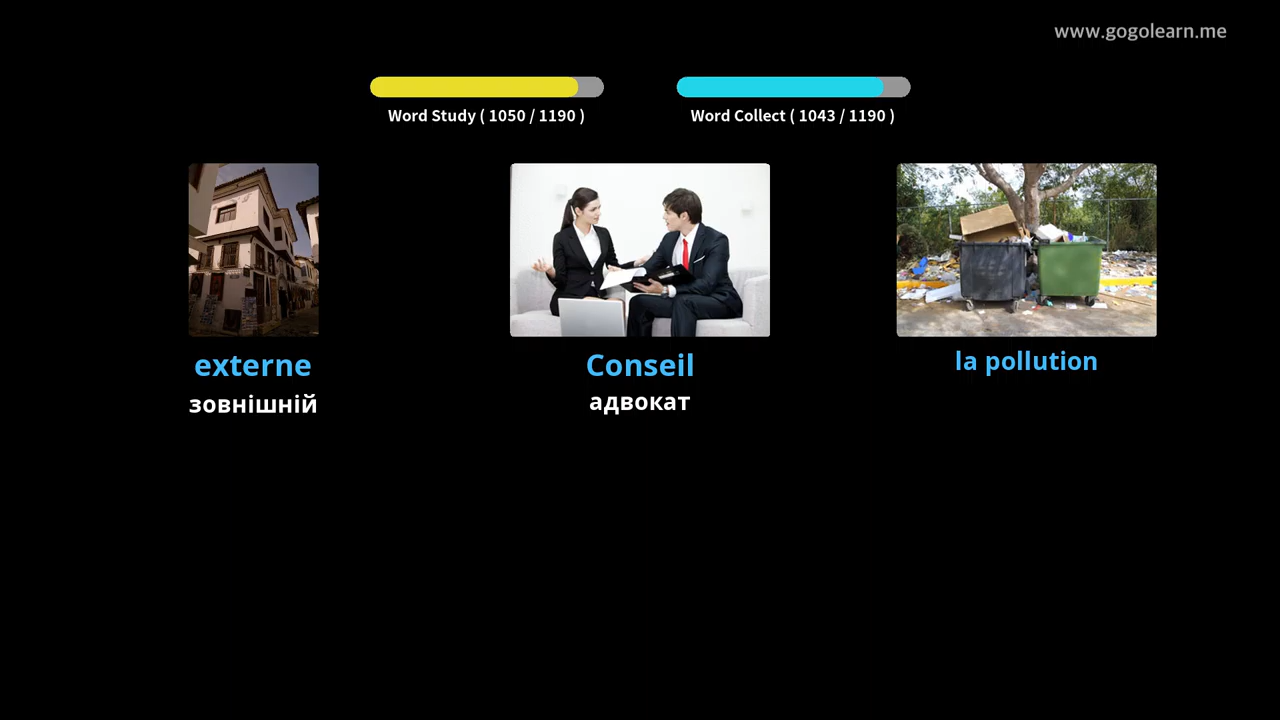 www.gogolearn.me
Word Study ( 1050 / 1190 )
Word Collect ( 1043 / 1190 )
externe
зовнішній
Conseil
адвокат
la pollution